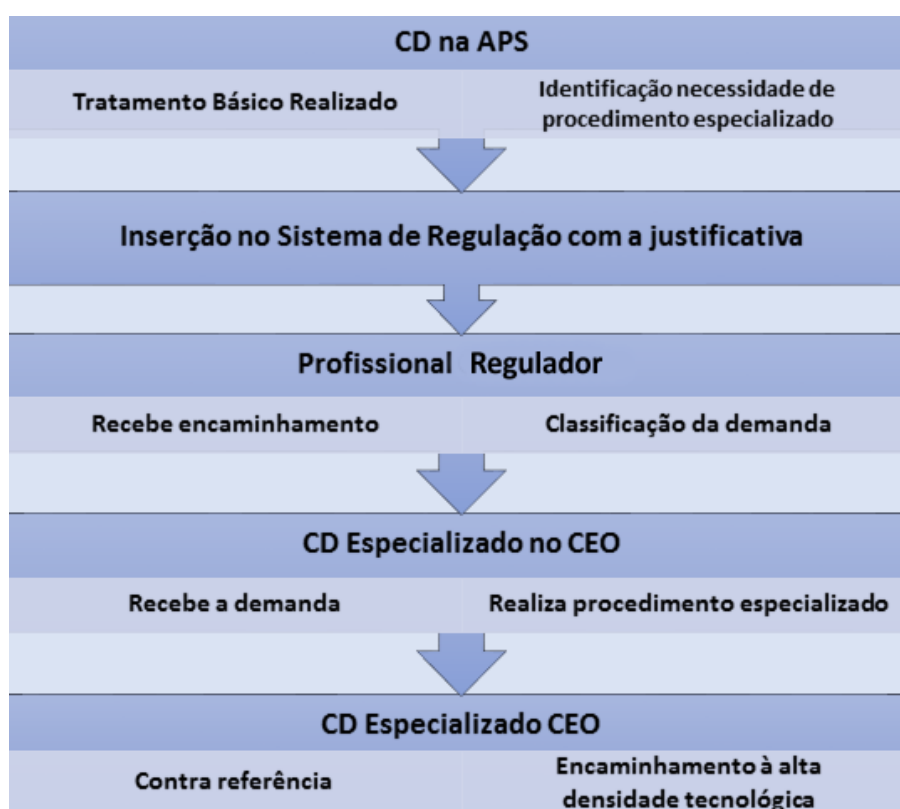 CD na APS
Tratamento Básico Realizado
Identificação necessidade de
procedimento especializado
Inserção no Sistema de Regulação com a justificativa
Profissional Regulador
Recebe encaminhamento
Classificação da demanda
CD Especializado no CEO
Recebe a demanda
Realiza procedimento especializado
CD Especializado CEO
Contra referência
Encaminhamento à alta
densidade tecnológica